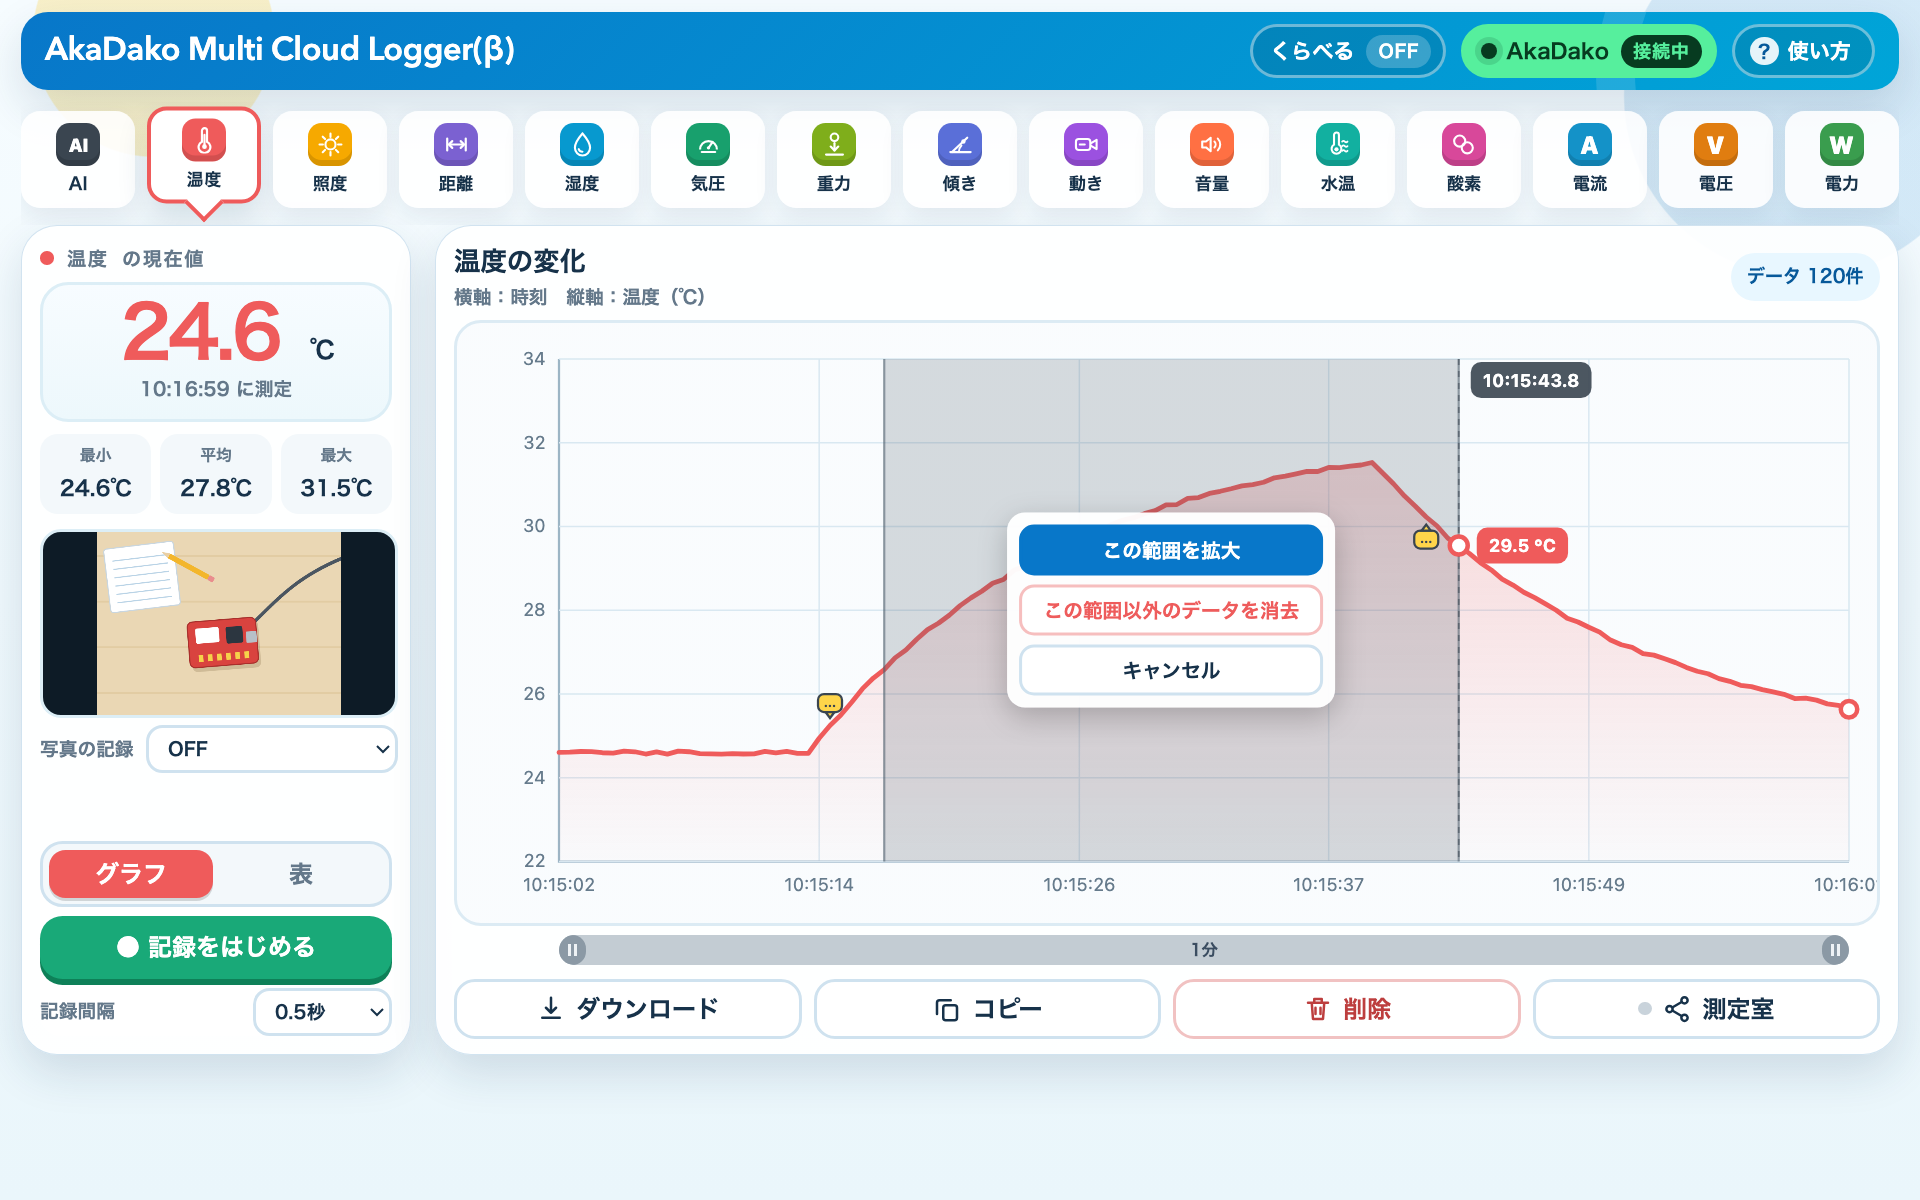 AkaDako Multi Cloud Logger(β)
くらべる OFF
AkaDako 接続中
? 使い方
AI
AI
温度
照度
距離
湿度
気圧
重力
傾き
動き
音量
水温
酸素
A
電流
V
電圧
W
電力
温度 の現在値
24.6 ℃
10:16:59 に測定
最小
24.6℃
平均
27.8℃
最大
31.5℃
写真の記録 OFF
グラフ 表
記録をはじめる
記録間隔 0.5秒
温度の変化
横軸：時刻 縦軸：温度（℃）
データ 120件
34
32
30
28
26
24
22
10:15:43.8
29.5 ℃
この範囲を拡大
この範囲以外のデータを消去
キャンセル
10:15:02 10:15:14 10:15:26 10:15:37 10:15:49 10:16:0
1分
ダウンロード
コピー
削除
測定室